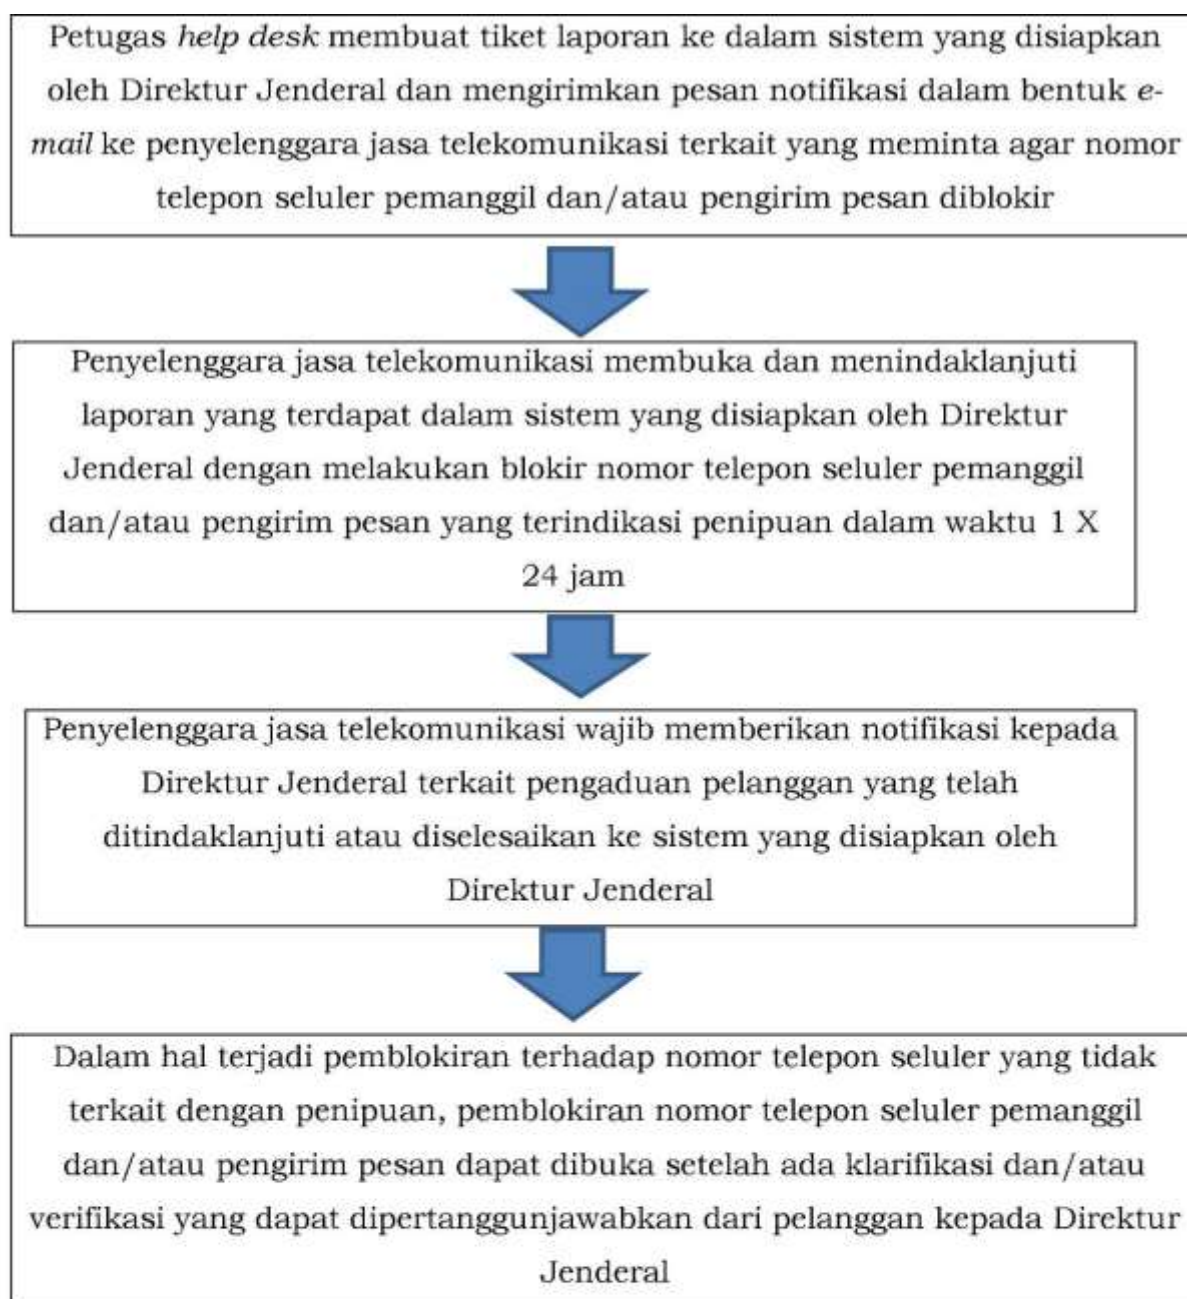 Petugas help desk membuat tiket laporan ke dalam sistem yang disiapkan
oleh Direktur Jenderal dan mengirimkan pesan notifikasi dalam bentuk e-
mail ke penyelenggara jasa telekomunikasi terkait yang meminta agar nomor
telepon seluler pemanggil dan/atau pengirim pesan diblokir
Penyelenggara jasa telekomunikasi membuka dan menindaklanjuti
laporan yang terdapat dalam sistem yang disiapkan oleh Direktur
Jenderal dengan melakukan blokir nomor telepon seluler pemanggil
dan/atau pengirim pesan yang terindikasi penipuan dalam waktu 1 X
24 jam
Penyelenggara jasa telekomunikasi wajib memberikan notifikasi kepada
Direktur Jenderal terkait pengaduan pelanggan yang telah
ditindaklanjuti atau diselesaikan ke sistem yang disiapkan oleh
Direktur Jenderal
Dalam hal terjadi pemblokiran terhadap nomor telepon seluler yang tidak
terkait dengan penipuan, pemblokiran nomor telepon seluler pemanggil
dan/atau pengirim pesan dapat dibuka setelah ada klarifikasi dan/atau
verifikasi yang dapat dipertanggunjawabkan dari pelanggan kepada Direktur
Jenderal